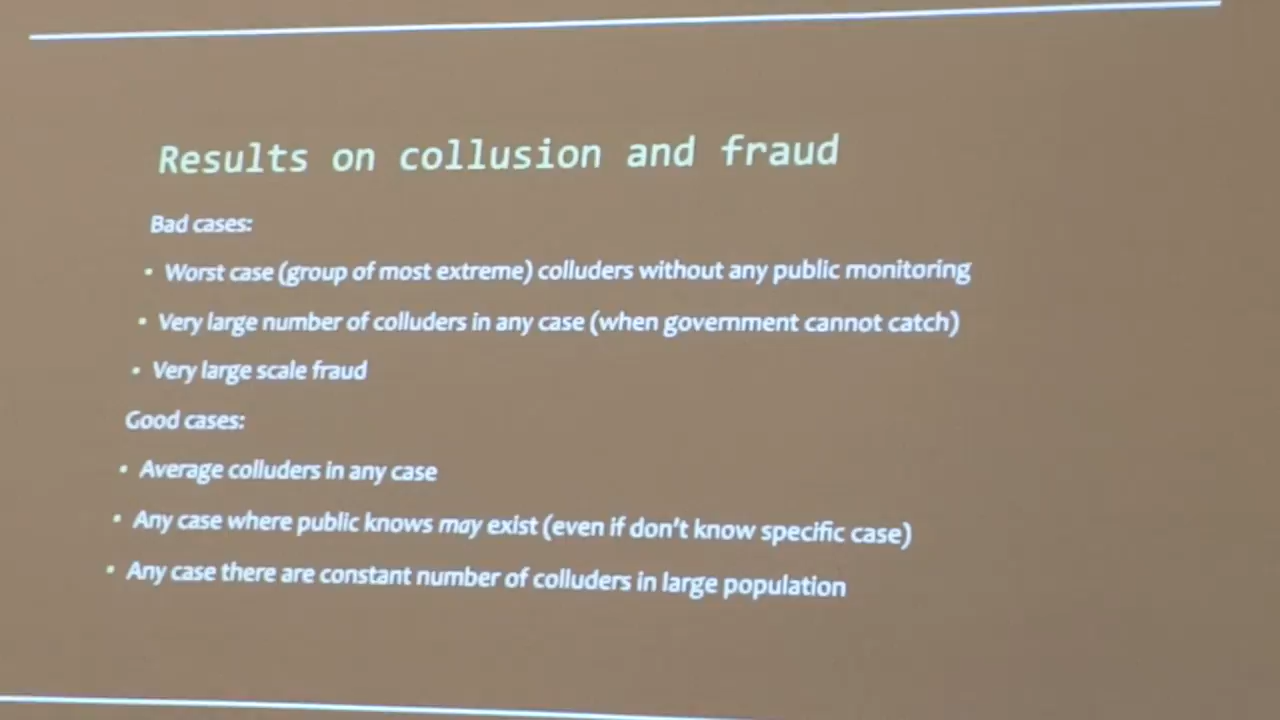 Results on collusion and fraud
Bad cases:
• Worst case (group of most extreme) colluders without any public monitoring
• Very large number of colluders in any case (when government cannot catch)
• Very large scale fraud
Good cases:
• Average colluders in any case
• Any case where public knows may exist (even if don't know specific case)
• Any case there are constant number of colluders in large population